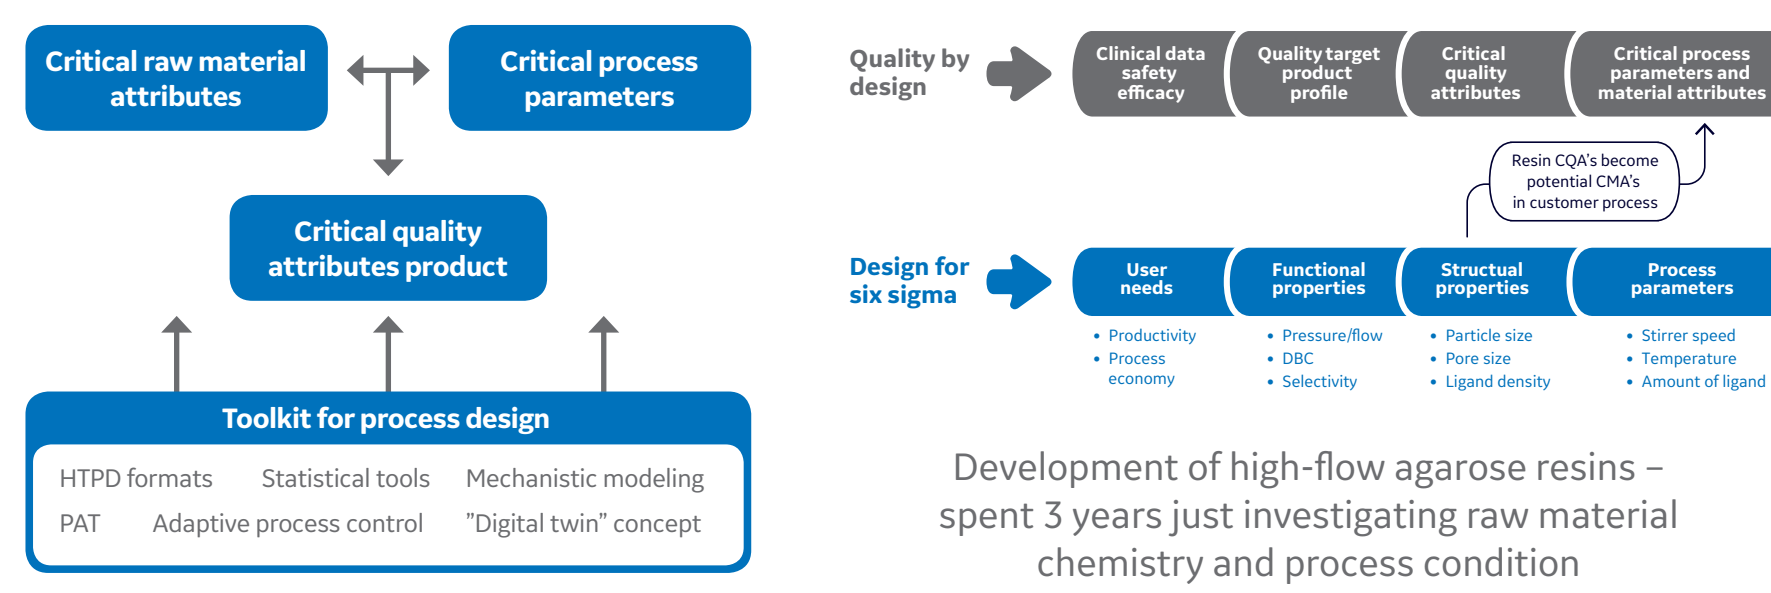 Critical raw material
attributes
Critical process
parameters
Critical quality
attributes product
Toolkit for process design
HTPD formats Statistical tools Mechanistic modeling
PAT Adaptive process control ”Digital twin” concept
Quality by
design
Clinical data
safety
efficacy
Quality target
product
profile
Critical
quality
attributes
Critical process
parameters and
material attributes
Resin CQA’s become
potential CMA’s
in customer process
Design for
six sigma
User
needs
Functional
properties
Structual
properties
Process
parameters
• Productivity
• Process
economy
• Pressure/flow
• DBC
• Selectivity
• Particle size
• Pore size
• Ligand density
• Stirrer speed
• Temperature
• Amount of ligand
Development of high-flow agarose resins –
spent 3 years just investigating raw material
chemistry and process condition